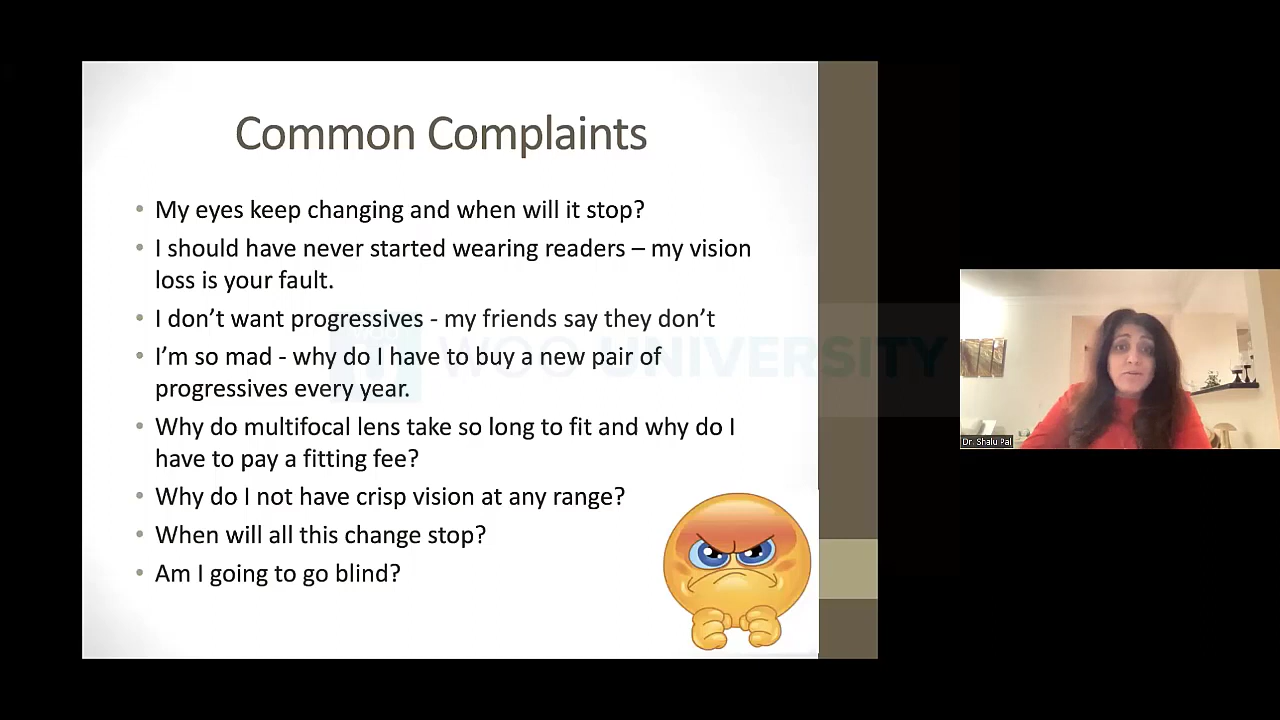 Common Complaints
• My eyes keep changing and when will it stop?
• I should have never started wearing readers – my vision
loss is your fault.
• I don't want progressives - my friends say they don't
• I'm so mad - why do I have to buy a new pair of
progressives every year.
• Why do multifocal lens take so long to fit and why do I
have to pay a fitting fee?
• Why do I not have crisp vision at any range?
• When will all this change stop?
• Am I going to go blind?
WOO UNIVERSITY
Dr. Shalu Pal